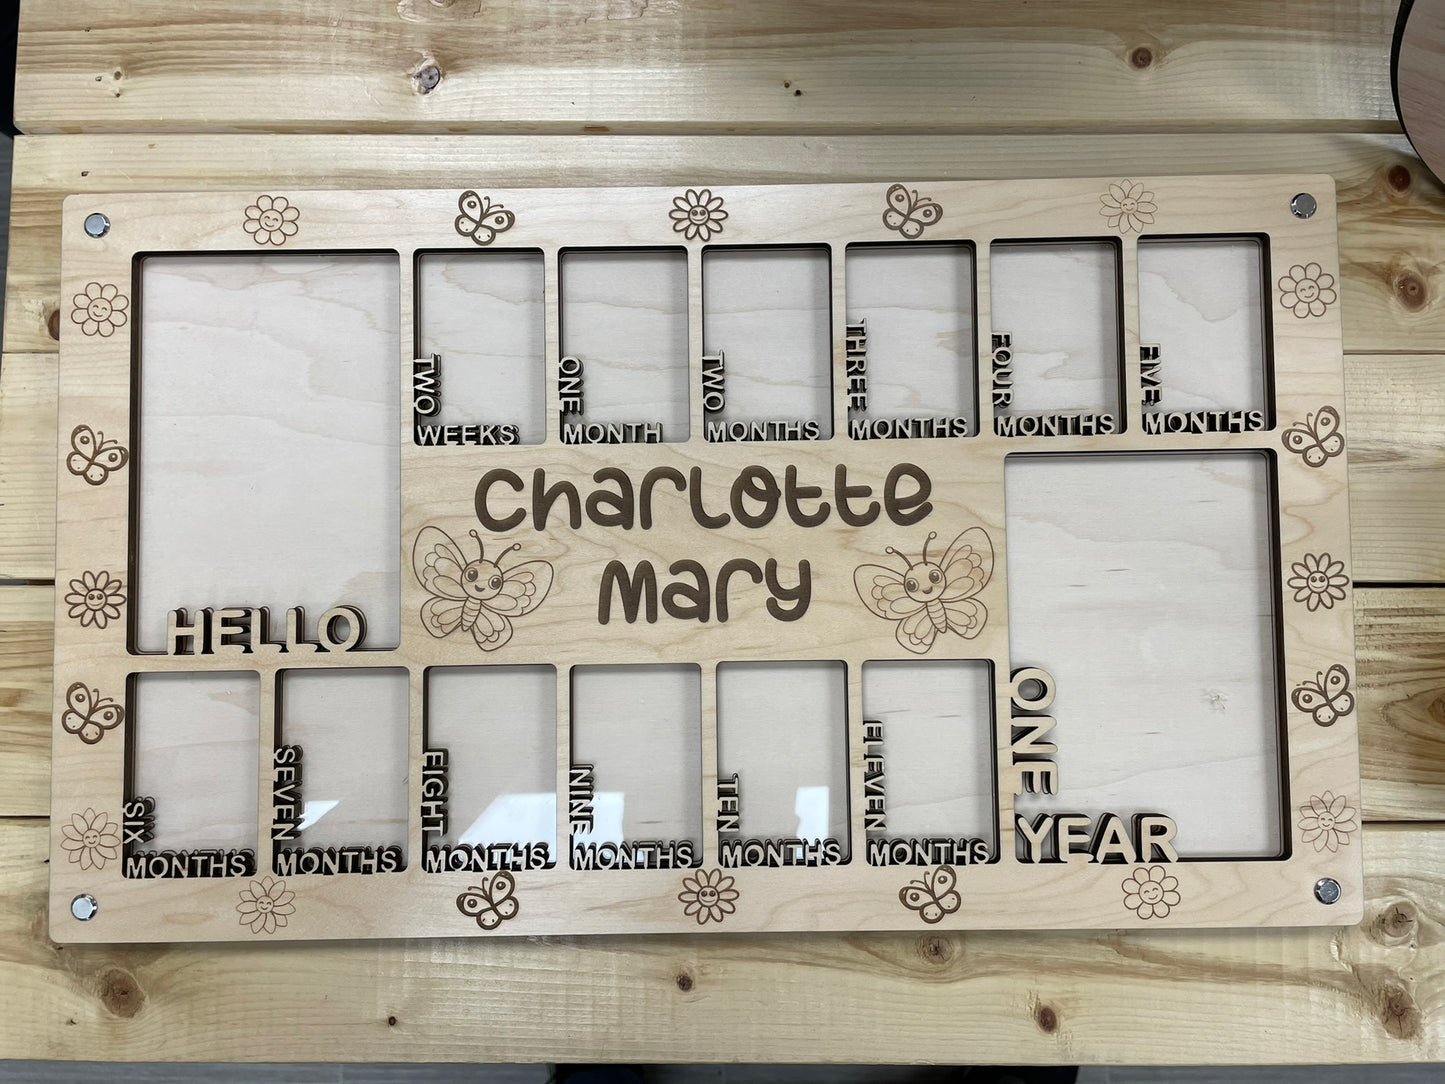 HELLO
TWO
WEEKS
ONE
MONTH
TWO
MONTHS
THREE
MONTHS
FOUR
MONTHS
FIVE
MONTHS
Charlotte
Mary
SIX
MONTHS
SEVEN
MONTHS
EIGHT
MONTHS
NINE
MONTHS
TEN
MONTHS
ELEVEN
MONTHS
ONE
YEAR